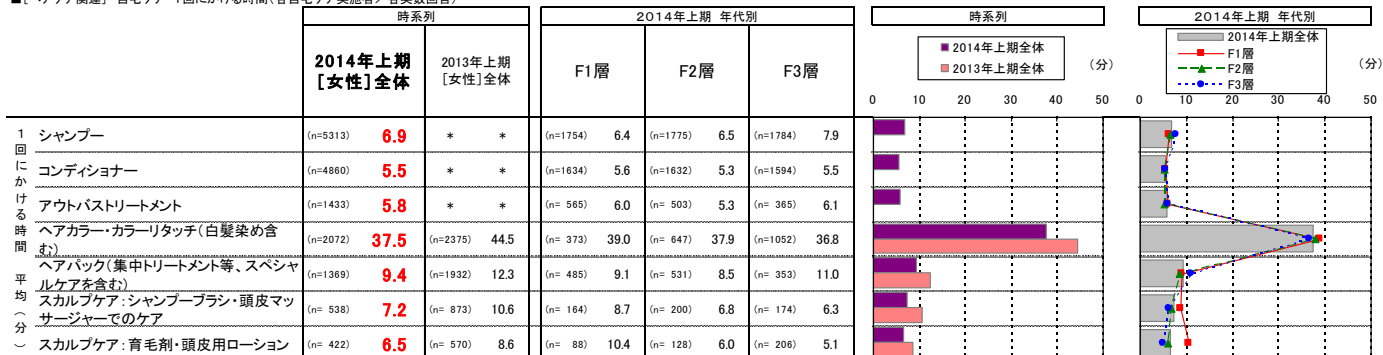 時系列 2014年上期 年代別 時系列 2014年上期 年代別
2014年上期[女性]全体 2013年上期[女性]全体 F1層 F2層 F3層
2014年上期全体
2013年上期全体
(分)
2014年上期全体
F1層
F2層
F3層
(分)
0 10 20 30 40 50
0 10 20 30 40 50
1回にかける時間 平均(分)
シャンプー (n=5313) 6.9 * * (n=1754) 6.4 (n=1775) 6.5 (n=1784) 7.9
コンディショナー (n=4860) 5.5 * * (n=1634) 5.6 (n=1632) 5.3 (n=1594) 5.5
アウトバストリートメント (n=1433) 5.8 * * (n= 565) 6.0 (n= 503) 5.3 (n= 365) 6.1
ヘアカラー・カラーリタッチ(白髪染め含む) (n=2072) 37.5 (n=2375) 44.5 (n= 373) 39.0 (n= 647) 37.9 (n=1052) 36.8
ヘアパック(集中トリートメント等、スペシャルケアを含む) (n=1369) 9.4 (n=1932) 12.3 (n= 485) 9.1 (n= 531) 8.5 (n= 353) 11.0
スカルプケア:シャンプーブラシ・頭皮マッサージャーでのケア (n= 538) 7.2 (n= 873) 10.6 (n= 164) 8.7 (n= 200) 6.8 (n= 174) 6.3
スカルプケア:育毛剤・頭皮用ローション (n= 422) 6.5 (n= 570) 8.6 (n= 88) 10.4 (n= 128) 6.0 (n= 206) 5.1